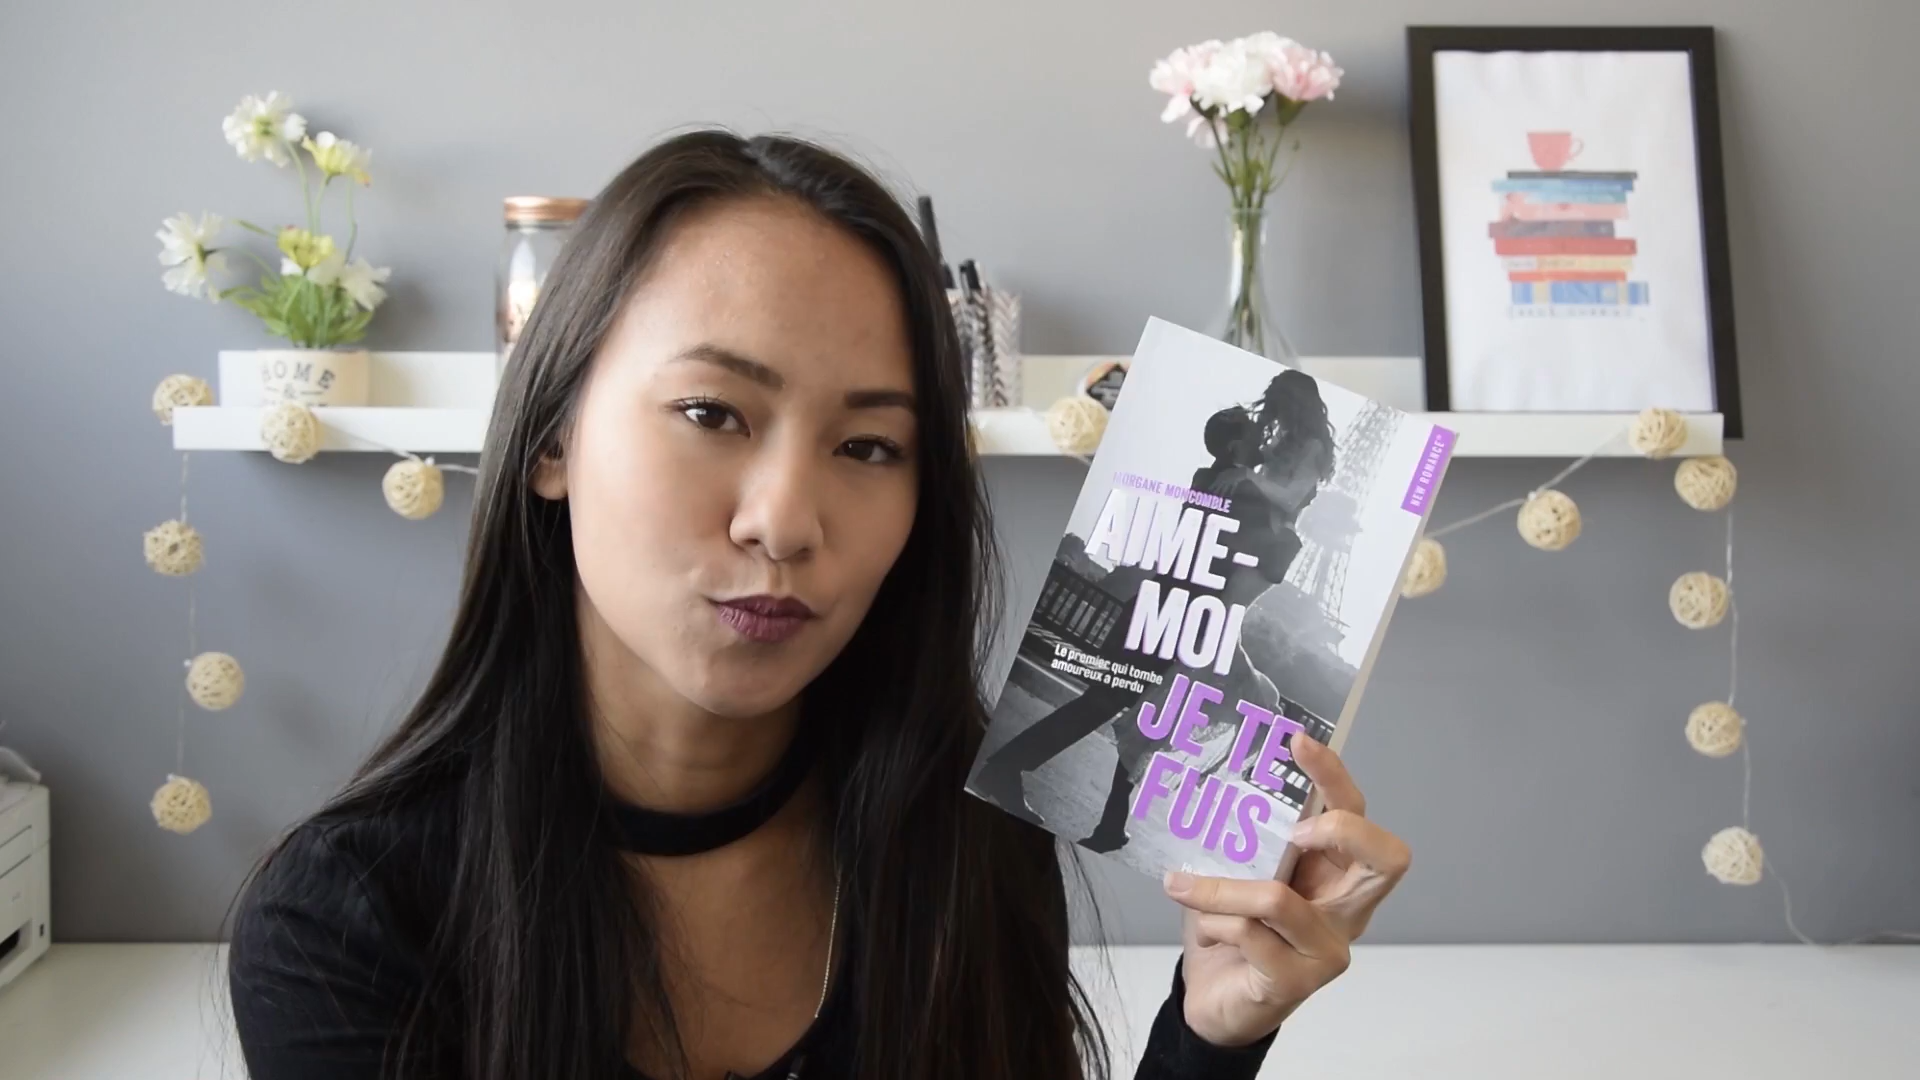 HOME
&
NEW ROMANCE
MORGANE MONCOMBLE
AIME-
MOI
Le premier qui tombe
amoureux a perdu
JE TE
FUIS